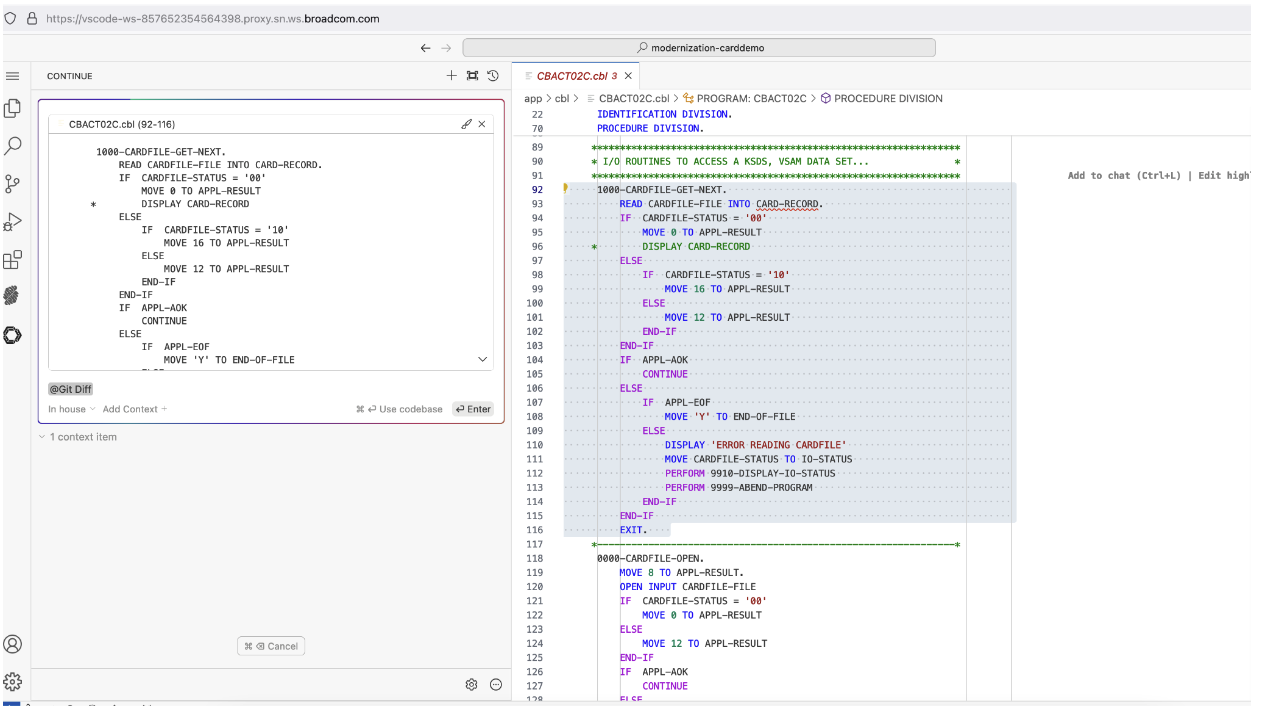 https://vscode-ws-857652354564398.proxy.sn.ws.broadcom.com
modernization-carddemo
CONTINUE
CBACT02C.cbl (92-116)
1000-CARDFILE-GET-NEXT.
READ CARDFILE-FILE INTO CARD-RECORD.
IF CARDFILE-STATUS = '00'
MOVE 0 TO APPL-RESULT
* DISPLAY CARD-RECORD
ELSE
IF CARDFILE-STATUS = '10'
MOVE 16 TO APPL-RESULT
ELSE
MOVE 12 TO APPL-RESULT
END-IF
END-IF
IF APPL-AOK
CONTINUE
ELSE
IF APPL-EOF
MOVE 'Y' TO END-OF-FILE
@Git Diff
In house Add Context + ⌘ ⏎ Use codebase ⏎ Enter
1 context item
⌘ ⌫ Cancel
CBACT02C.cbl 3 ×
app > cbl > CBACT02C.cbl > PROGRAM: CBACT02C > PROCEDURE DIVISION
22 IDENTIFICATION DIVISION.
70 PROCEDURE DIVISION.
89 *****************************************************************
90 * I/O ROUTINES TO ACCESS A KSDS, VSAM DATA SET... *
91 *****************************************************************
Add to chat (Ctrl+L) | Edit high
92 1000-CARDFILE-GET-NEXT.
93 READ CARDFILE-FILE INTO CARD-RECORD.
94 IF CARDFILE-STATUS = '00'
95 MOVE 0 TO APPL-RESULT
96 * DISPLAY CARD-RECORD
97 ELSE
98 IF CARDFILE-STATUS = '10'
99 MOVE 16 TO APPL-RESULT
100 ELSE
101 MOVE 12 TO APPL-RESULT
102 END-IF
103 END-IF
104 IF APPL-AOK
105 CONTINUE
106 ELSE
107 IF APPL-EOF
108 MOVE 'Y' TO END-OF-FILE
109 ELSE
110 DISPLAY 'ERROR READING CARDFILE'
111 MOVE CARDFILE-STATUS TO IO-STATUS
112 PERFORM 9910-DISPLAY-IO-STATUS
113 PERFORM 9999-ABEND-PROGRAM
114 END-IF
115 END-IF
116 EXIT.
117 *---------------------------------------------------------------*
118 0000-CARDFILE-OPEN.
119 MOVE 8 TO APPL-RESULT.
120 OPEN INPUT CARDFILE-FILE
121 IF CARDFILE-STATUS = '00'
122 MOVE 0 TO APPL-RESULT
123 ELSE
124 MOVE 12 TO APPL-RESULT
125 END-IF
126 IF APPL-AOK
127 CONTINUE
128 ELSE